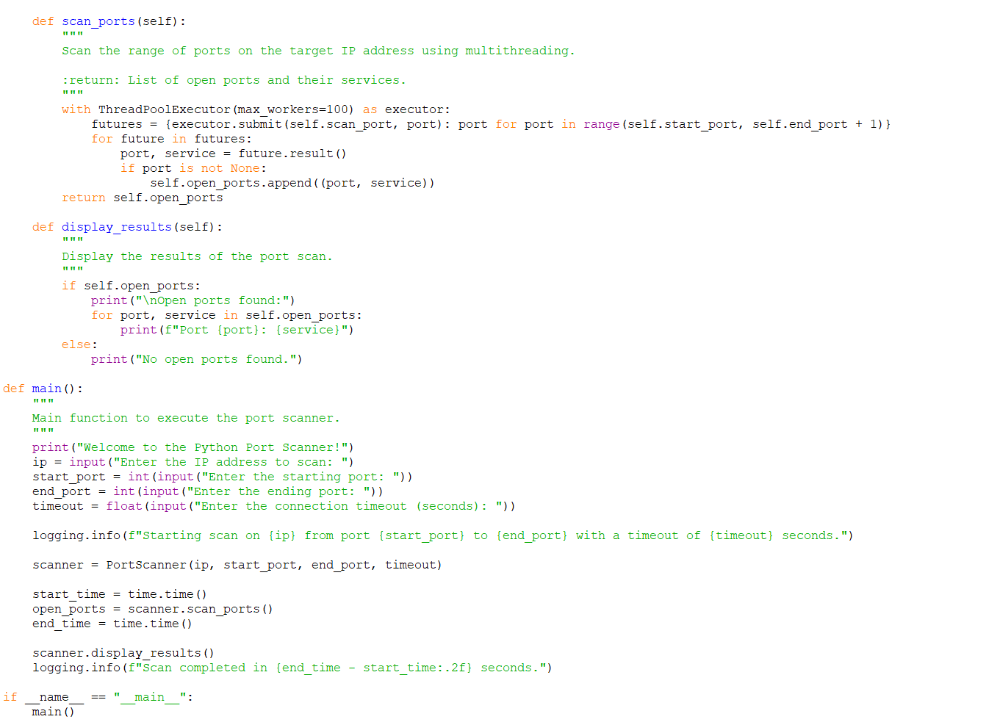 def scan_ports(self):
        """
        Scan the range of ports on the target IP address using multithreading.

        :return: List of open ports and their services.
        """
        with ThreadPoolExecutor(max_workers=100) as executor:
            futures = {executor.submit(self.scan_port, port): port for port in range(self.start_port, self.end_port + 1)}
            for future in futures:
                port, service = future.result()
                if port is not None:
                    self.open_ports.append((port, service))
        return self.open_ports

    def display_results(self):
        """
        Display the results of the port scan.
        """
        if self.open_ports:
            print("\nOpen ports found:")
            for port, service in self.open_ports:
                print(f"Port {port}: {service}")
        else:
            print("No open ports found.")

def main():
    """
    Main function to execute the port scanner.
    """
    print("Welcome to the Python Port Scanner!")
    ip = input("Enter the IP address to scan: ")
    start_port = int(input("Enter the starting port: "))
    end_port = int(input("Enter the ending port: "))
    timeout = float(input("Enter the connection timeout (seconds): "))

    logging.info(f"Starting scan on {ip} from port {start_port} to {end_port} with a timeout of {timeout} seconds.")

    scanner = PortScanner(ip, start_port, end_port, timeout)

    start_time = time.time()
    open_ports = scanner.scan_ports()
    end_time = time.time()

    scanner.display_results()
    logging.info(f"Scan completed in {end_time - start_time:.2f} seconds.")

if __name__ == "__main__":
    main()